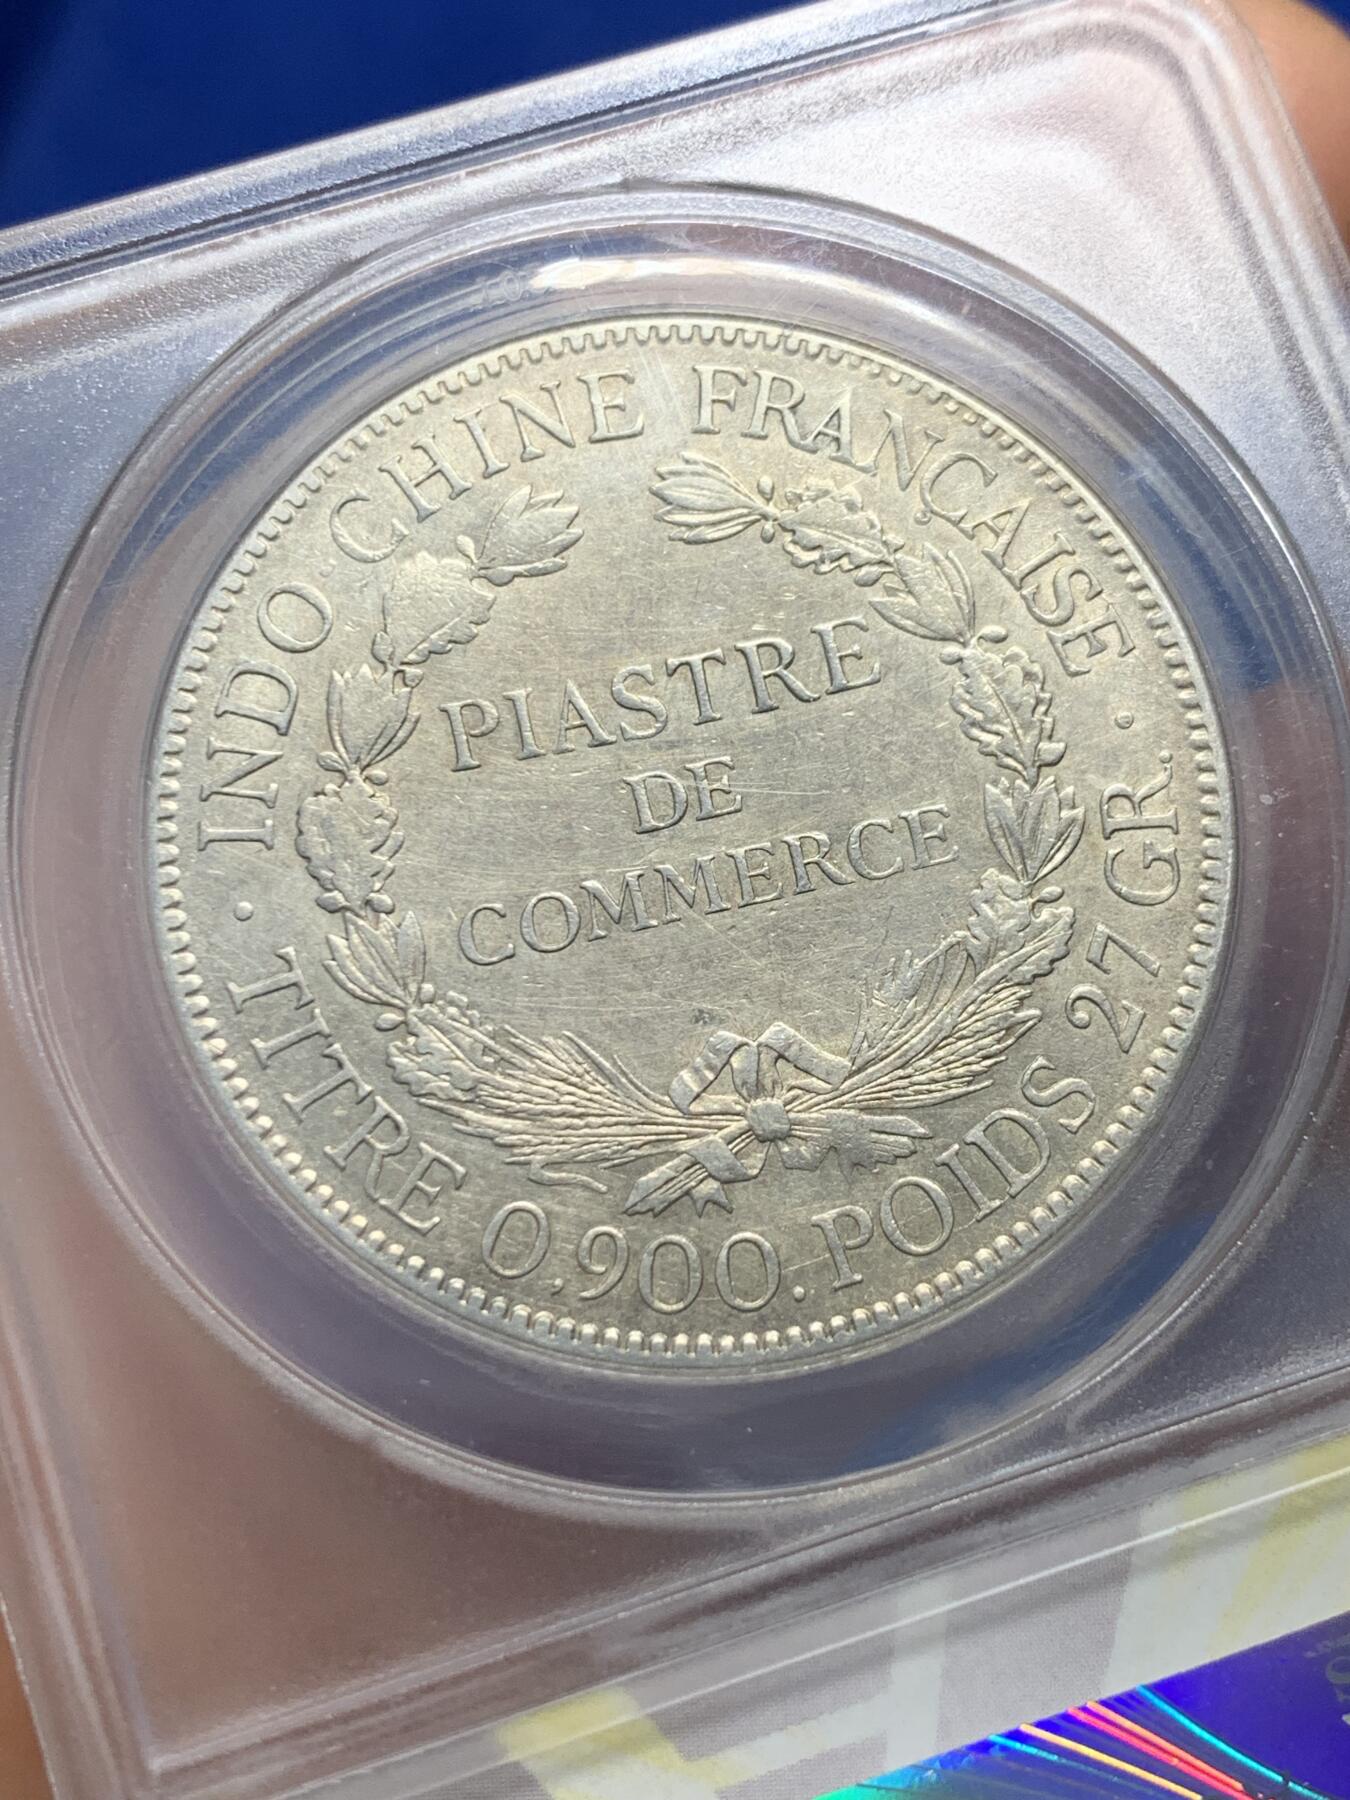 · INDO-CHINE FRANÇAISE ·
PIASTRE
DE
COMMERCE
TITRE 0,900. POIDS 27 GR.